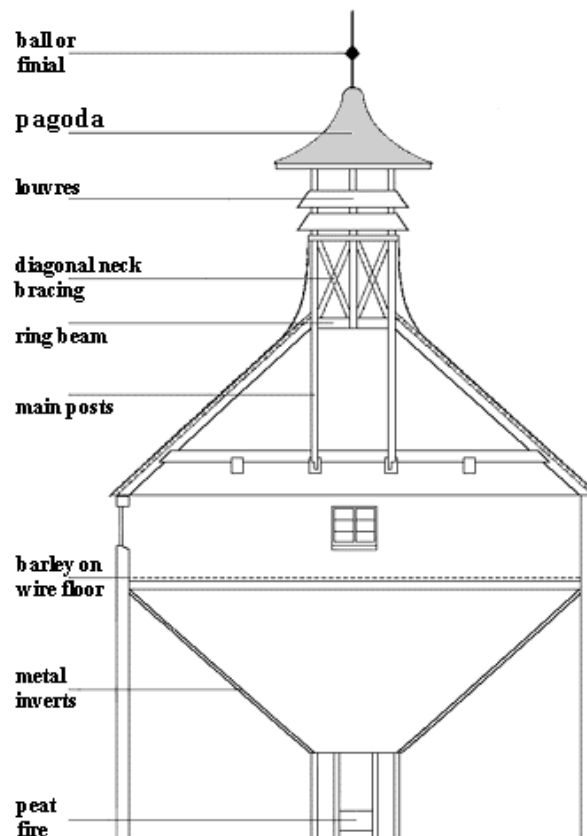 ball or
finial
pagoda
louvres
diagonal neck
bracing
ring beam
main posts
barley on
wire floor
metal
inverts
peat
fire